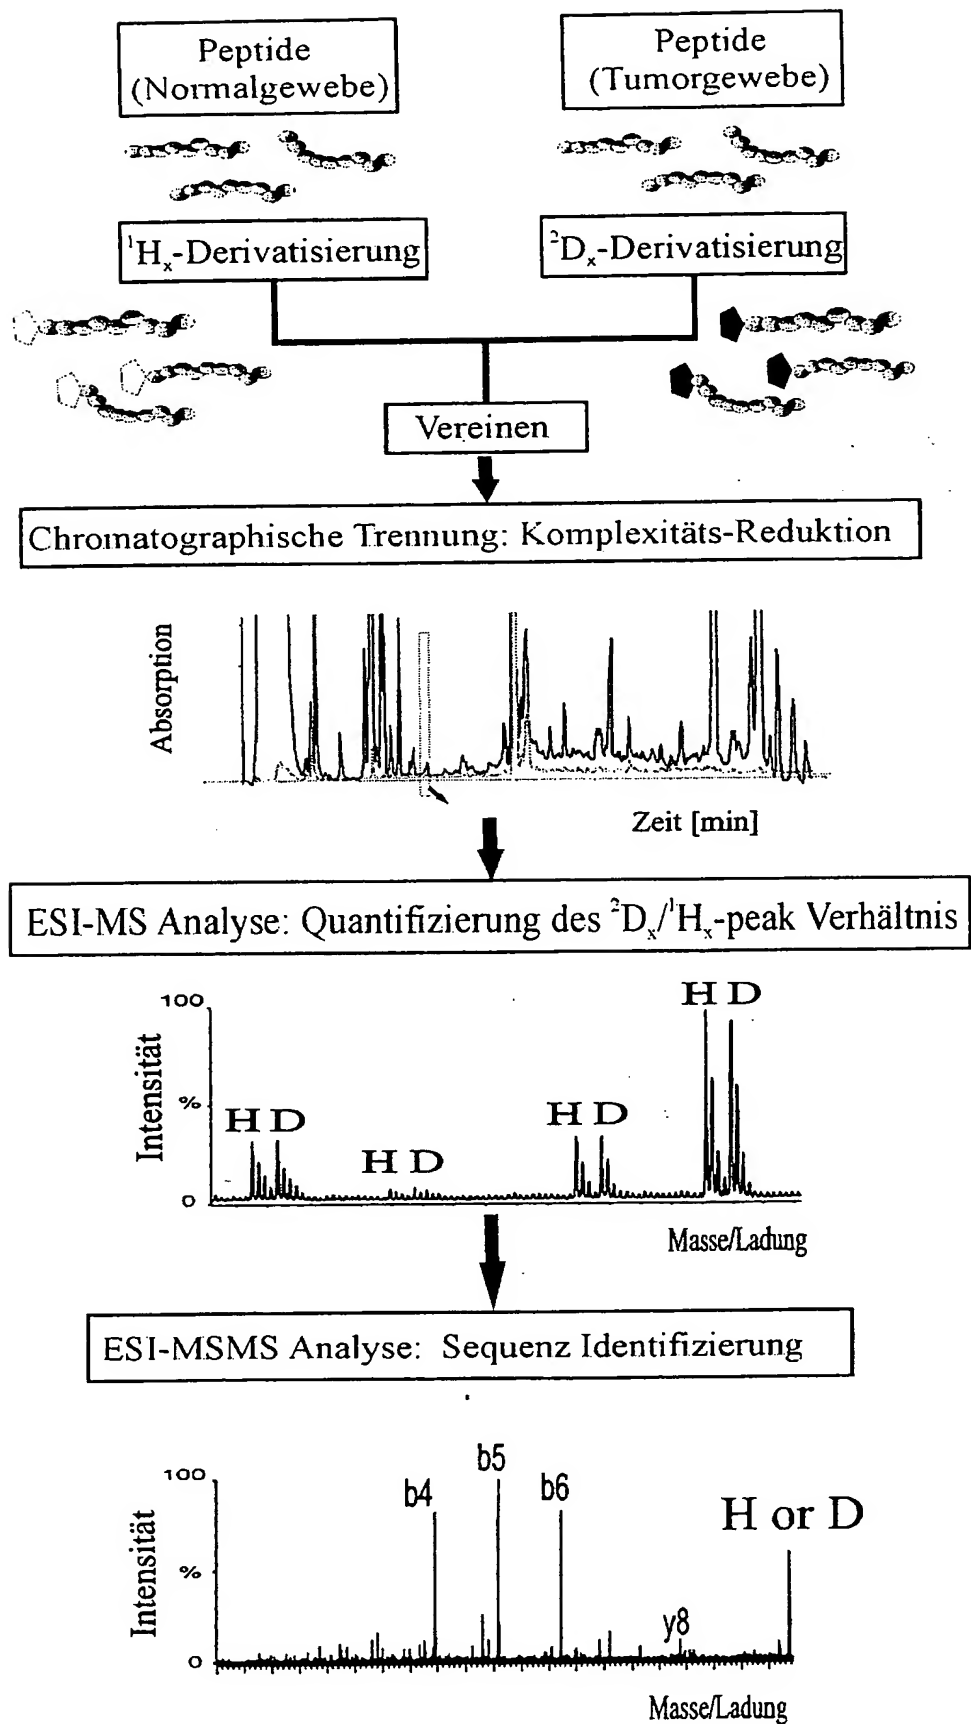 Peptide
(Normalgewebe)
Peptide
(Tumorgewebe)
¹Hₓ-Derivatisierung
²Dₓ-Derivatisierung
Vereinen
Chromatographische Trennung: Komplexitäts-Reduktion
Absorption
Zeit [min]
ESI-MS Analyse: Quantifizierung des ²Dₓ/¹Hₓ-peak Verhältnis
Intensität
100
%
0
H D
H D
H D
H D
Masse/Ladung
ESI-MSMS Analyse: Sequenz Identifizierung
Intensität
100
%
0
b4
b5
b6
y8
H or D
Masse/Ladung